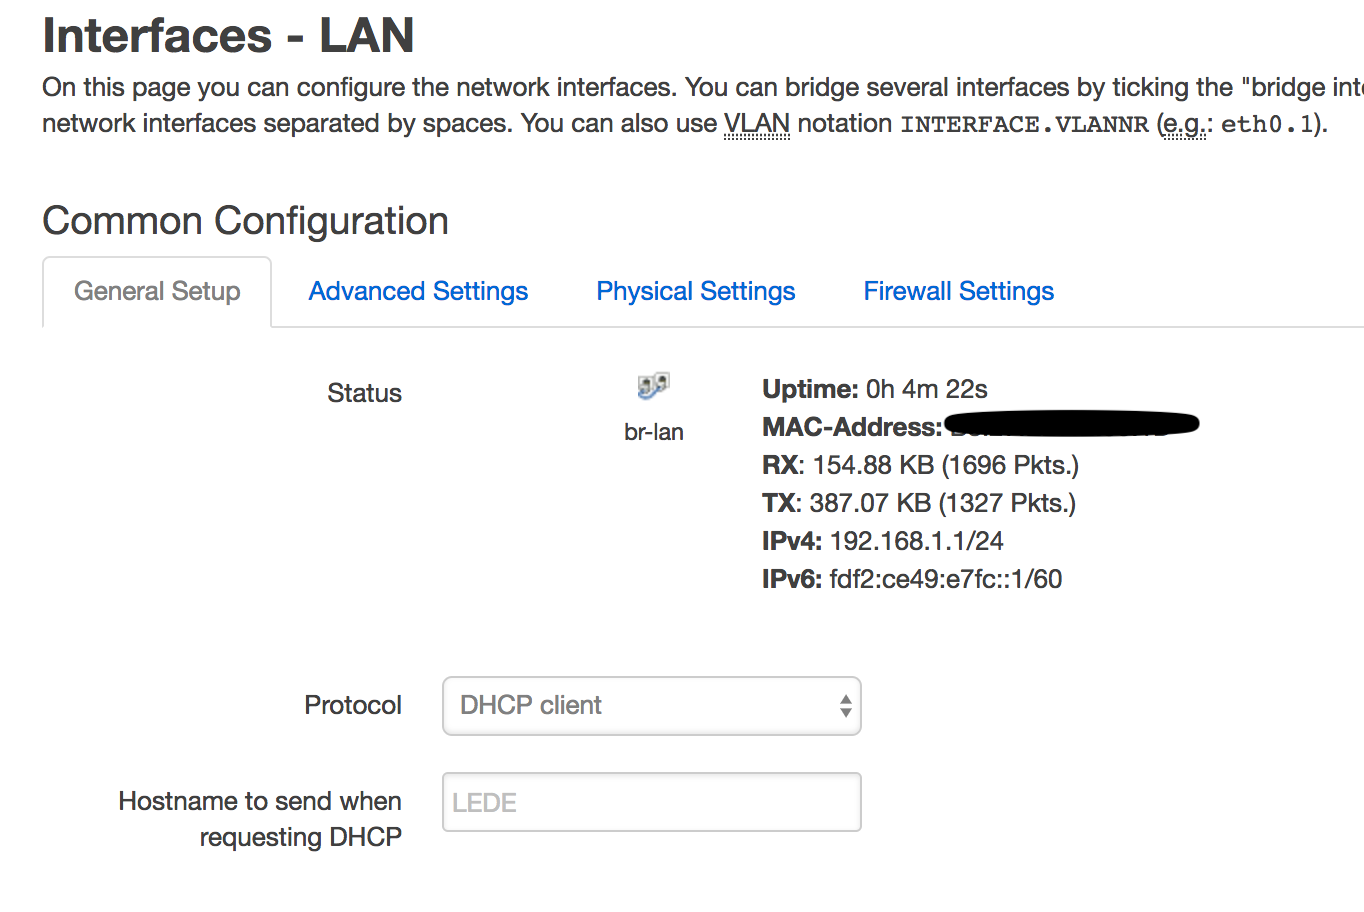 Interfaces - LAN
On this page you can configure the network interfaces. You can bridge several interfaces by ticking the "bridge
network interfaces separated by spaces. You can also use VLAN notation INTERFACE.VLANNR (e.g.: eth0.1).
Common Configuration
General Setup
Advanced Settings
Physical Settings
Firewall Settings
Status
br-lan
Uptime: 0h 4m 22s
MAC-Address:
RX: 154.88 KB (1696 Pkts.)
TX: 387.07 KB (1327 Pkts.)
IPv4: 192.168.1.1/24
IPv6: fdf2:ce49:e7fc::1/60
Protocol
DHCP client
Hostname to send when
requesting DHCP
LEDE